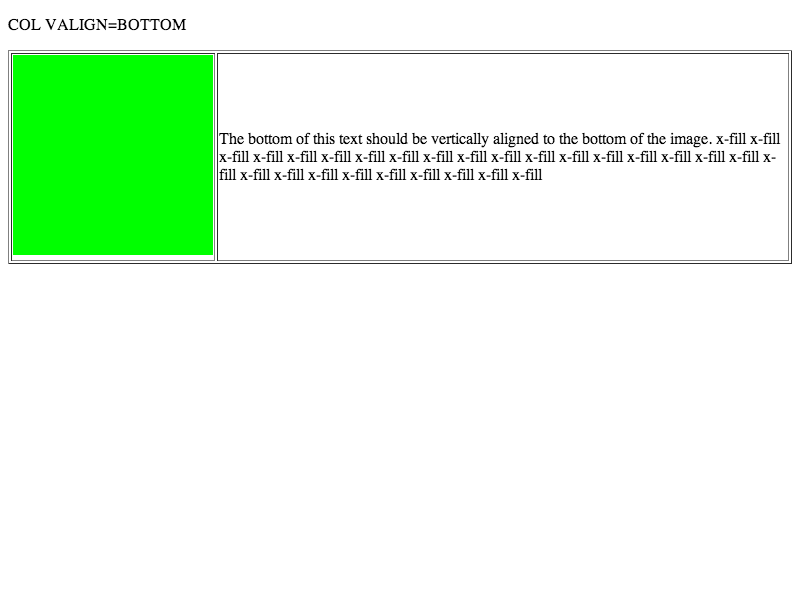 COL VALIGN=BOTTOM
The bottom of this text should be vertically aligned to the bottom of the image. x-fill x-fill
x-fill x-fill x-fill x-fill x-fill x-fill x-fill x-fill x-fill x-fill x-fill x-fill x-fill x-fill x-fill x-fill x-
fill x-fill x-fill x-fill x-fill x-fill x-fill x-fill x-fill x-fill